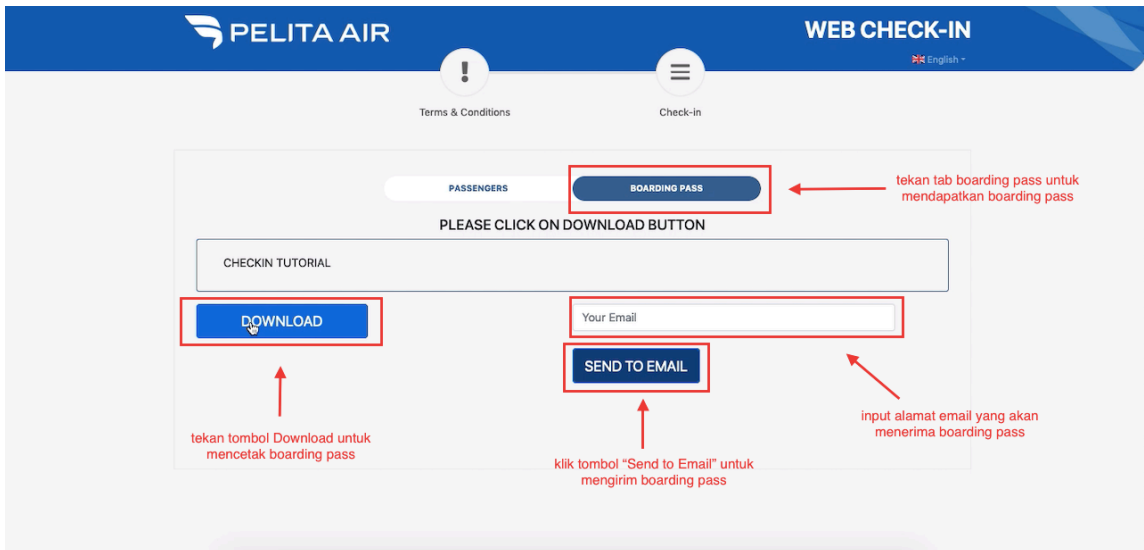 PELITA AIR
WEB CHECK-IN
English
!
Terms & Conditions
Check-in
PASSENGERS
BOARDING PASS
tekan tab boarding pass untuk
mendapatkan boarding pass
PLEASE CLICK ON DOWNLOAD BUTTON
CHECKIN TUTORIAL
DOWNLOAD
Your Email
SEND TO EMAIL
tekan tombol Download untuk
mencetak boarding pass
klik tombol “Send to Email” untuk
mengirim boarding pass
input alamat email yang akan
menerima boarding pass